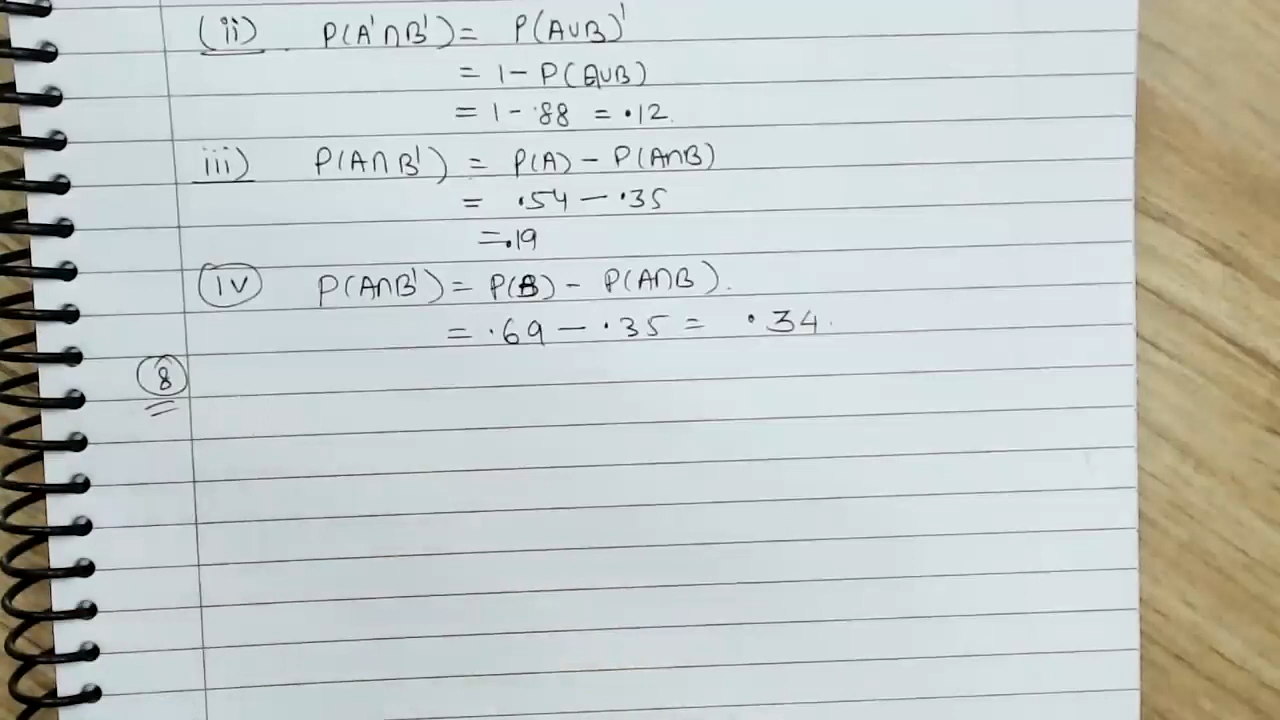 (ii) P(A'∩B') = P(A∪B)'
= 1 - P(A∪B)
= 1 - .88 = .12.
iii) P(A∩B') = P(A) - P(A∩B)
= .54 - .35
= .19
(iv) P(A∩B') = P(B) - P(A∩B).
= .69 - .35 = .34.
8